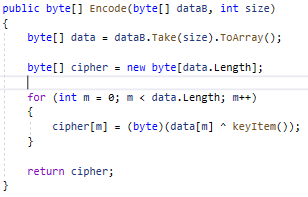 public byte[] Encode(byte[] dataB, int size)
{
byte[] data = dataB.Take(size).ToArray();
byte[] cipher = new byte[data.Length];
for (int m = 0; m < data.Length; m++)
{
cipher[m] = (byte)(data[m] ^ keyItem());
}
return cipher;
}